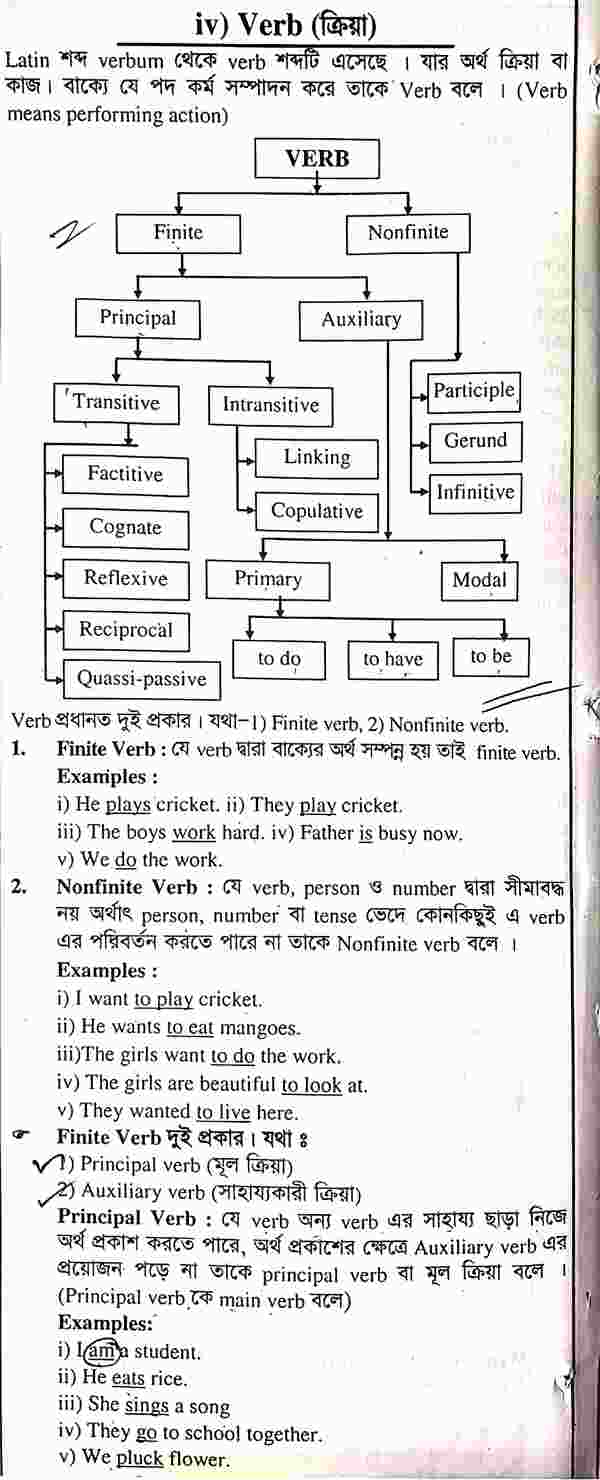 iv) Verb (ক্রিয়া)
Latin শব্দ verbum থেকে verb শব্দটি এসেছে । যার অর্থ ক্রিয়া বা
কাজ। বাক্যে যে পদ কর্ম সম্পাদন করে তাকে Verb বলে । (Verb
means performing action)
VERB
Finite
Nonfinite
Principal
Auxiliary
Transitive
Intransitive
Participle
Linking
Gerund
Factitive
Infinitive
Copulative
Cognate
Reflexive
Primary
Modal
Reciprocal
to do
to have
to be
Quassi-passive
Verb প্রধানত দুই প্রকার । যথা-1) Finite verb, 2) Nonfinite verb.
1. Finite Verb : যে verb দ্বারা বাক্যের অর্থ সম্পন্ন হয় তাই finite verb.
Examples :
i) He plays cricket. ii) They play cricket.
iii) The boys work hard. iv) Father is busy now.
v) We do the work.
2. Nonfinite Verb : যে verb, person ও number দ্বারা সীমাবদ্ধ
নয় অর্থাৎ person, number বা tense ভেদে কোনকিছুই এ verb
এর পরিবর্তন করতে পারে না তাকে Nonfinite verb বলে ।
Examples :
i) I want to play cricket.
ii) He wants to eat mangoes.
iii)The girls want to do the work.
iv) The girls are beautiful to look at.
v) They wanted to live here.
☞ Finite Verb দুই প্রকার । যথা ঃ
1) Principal verb (মূল ক্রিয়া)
2) Auxiliary verb (সাহায্যকারী ক্রিয়া)
Principal Verb : যে verb অন্য verb এর সাহায্য ছাড়া নিজে
অর্থ প্রকাশ করতে পারে, অর্থ প্রকাশের ক্ষেত্রে Auxiliary verb এর
প্রয়োজন পড়ে না তাকে principal verb বা মূল ক্রিয়া বলে ।
(Principal verb কে main verb বলে)
Examples:
i) I am a student.
ii) He eats rice.
iii) She sings a song
iv) They go to school together.
v) We pluck flower.